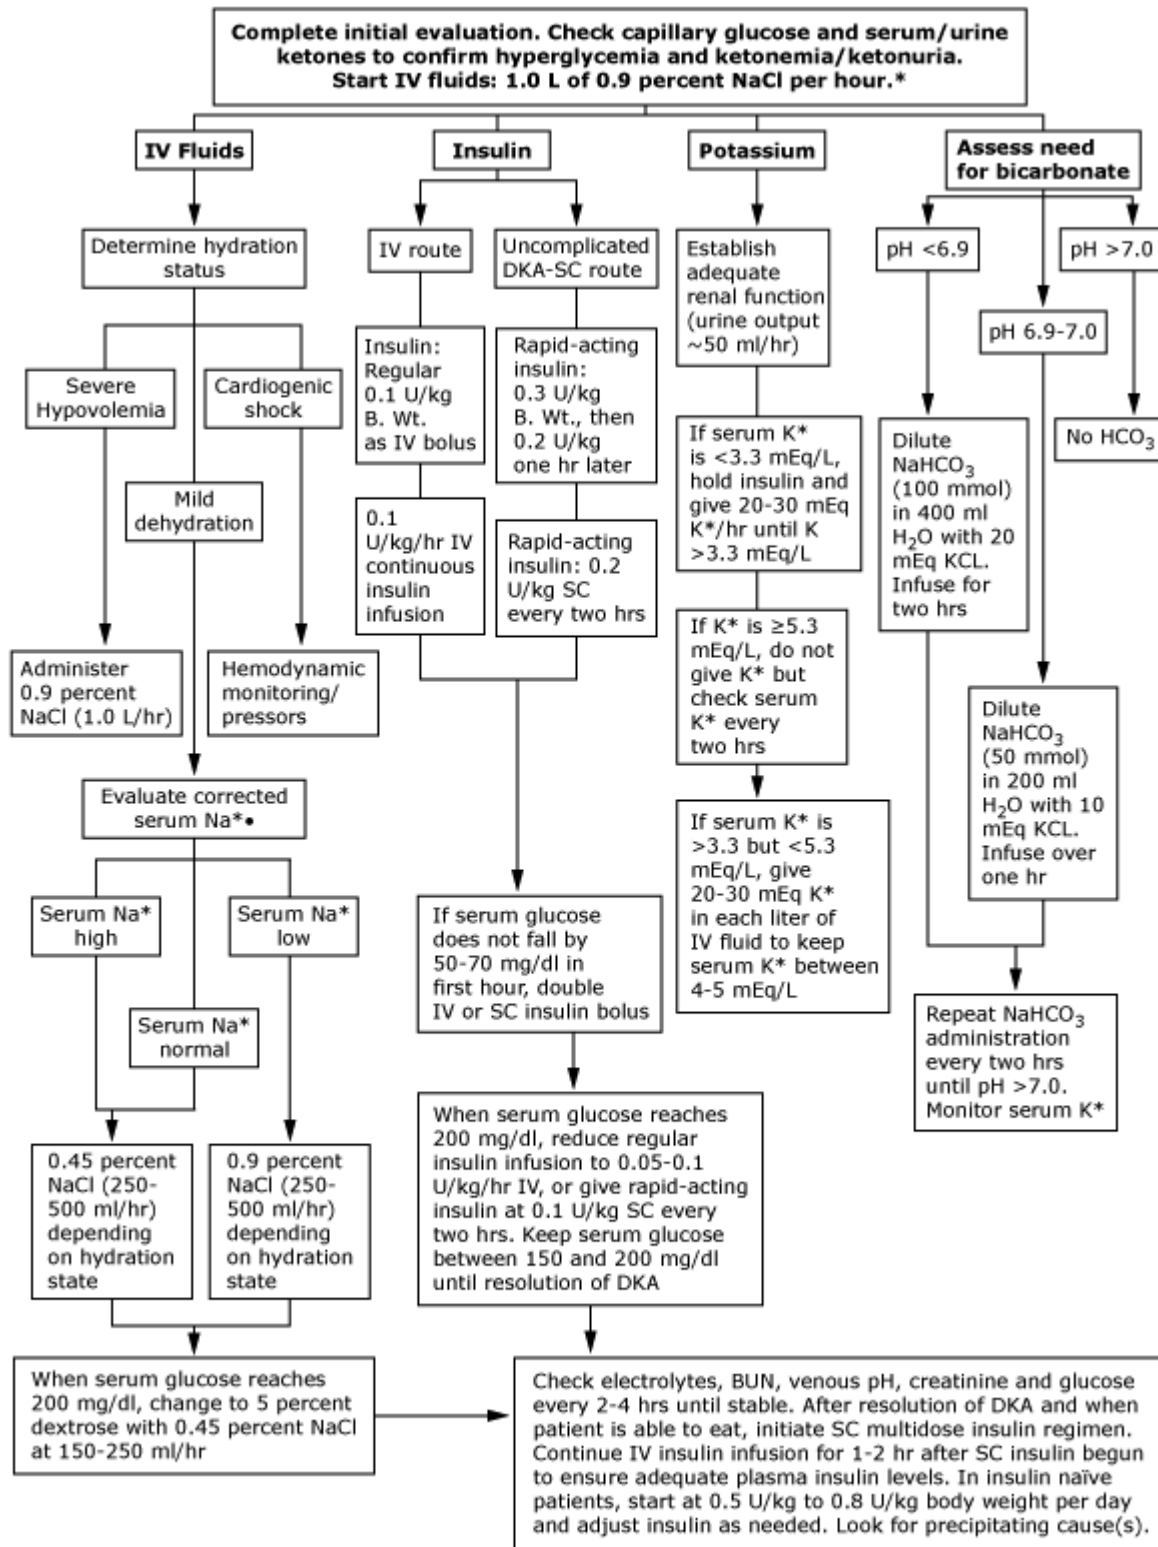 Complete initial evaluation. Check capillary glucose and serum/urine
ketones to confirm hyperglycemia and ketonemia/ketonuria.
Start IV fluids: 1.0 L of 0.9 percent NaCl per hour.*
IV Fluids
Determine hydration
status
Severe
Hypovolemia
Cardiogenic
shock
Mild
dehydration
Administer
0.9 percent
NaCl (1.0 L/hr)
Hemodynamic
monitoring/
pressors
Evaluate corrected
serum Na*•
Serum Na*
high
Serum Na*
low
Serum Na*
normal
0.45 percent
NaCl (250-
500 ml/hr)
depending
on hydration
state
0.9 percent
NaCl (250-
500 ml/hr)
depending
on hydration
state
When serum glucose reaches
200 mg/dl, change to 5 percent
dextrose with 0.45 percent NaCl
at 150-250 ml/hr
Insulin
IV route
Uncomplicated
DKA-SC route
Insulin:
Regular
0.1 U/kg
B. Wt.
as IV bolus
Rapid-acting
insulin:
0.3 U/kg
B. Wt., then
0.2 U/kg
one hr later
0.1
U/kg/hr IV
continuous
insulin
infusion
Rapid-acting
insulin: 0.2
U/kg SC
every two hrs
If serum glucose
does not fall by
50-70 mg/dl in
first hour, double
IV or SC insulin bolus
When serum glucose reaches
200 mg/dl, reduce regular
insulin infusion to 0.05-0.1
U/kg/hr IV, or give rapid-acting
insulin at 0.1 U/kg SC every
two hrs. Keep serum glucose
between 150 and 200 mg/dl
until resolution of DKA
Potassium
Establish
adequate
renal function
(urine output
~50 ml/hr)
If serum K*
is <3.3 mEq/L,
hold insulin and
give 20-30 mEq
K*/hr until K
>3.3 mEq/L
If K* is ≥5.3
mEq/L, do not
give K* but
check serum
K* every
two hrs
If serum K* is
>3.3 but <5.3
mEq/L, give
20-30 mEq K*
in each liter of
IV fluid to keep
serum K* between
4-5 mEq/L
Assess need
for bicarbonate
pH <6.9
pH >7.0
pH 6.9-7.0
Dilute
NaHCO₃
(100 mmol)
in 400 ml
H₂O with 20
mEq KCL.
Infuse for
two hrs
No HCO₃
Dilute
NaHCO₃
(50 mmol)
in 200 ml
H₂O with 10
mEq KCL.
Infuse over
one hr
Repeat NaHCO₃
administration
every two hrs
until pH >7.0.
Monitor serum K*
Check electrolytes, BUN, venous pH, creatinine and glucose
every 2-4 hrs until stable. After resolution of DKA and when
patient is able to eat, initiate SC multidose insulin regimen.
Continue IV insulin infusion for 1-2 hr after SC insulin begun
to ensure adequate plasma insulin levels. In insulin naïve
patients, start at 0.5 U/kg to 0.8 U/kg body weight per day
and adjust insulin as needed. Look for precipitating cause(s).